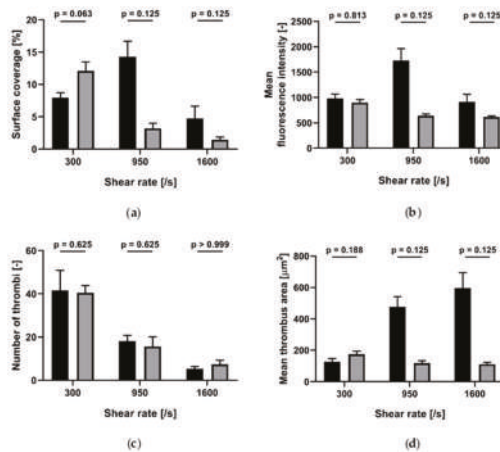 p = 0.063 p = 0.125 p = 0.125
Surface coverage [%]
20
15
10
5
0
300 950 1600
Shear rate [/s]
(a)
p = 0.813 p = 0.125 p = 0.125
Mean
fluorescence intensity [-]
2500
2000
1500
1000
500
0
300 950 1600
Shear rate [/s]
(b)
p = 0.625 p = 0.625 p > 0.999
Number of thrombi [-]
60
40
20
0
300 950 1600
Shear rate [/s]
(c)
p = 0.188 p = 0.125 p = 0.125
Mean thrombus area [μm²]
800
600
400
200
0
300 950 1600
Shear rate [/s]
(d)